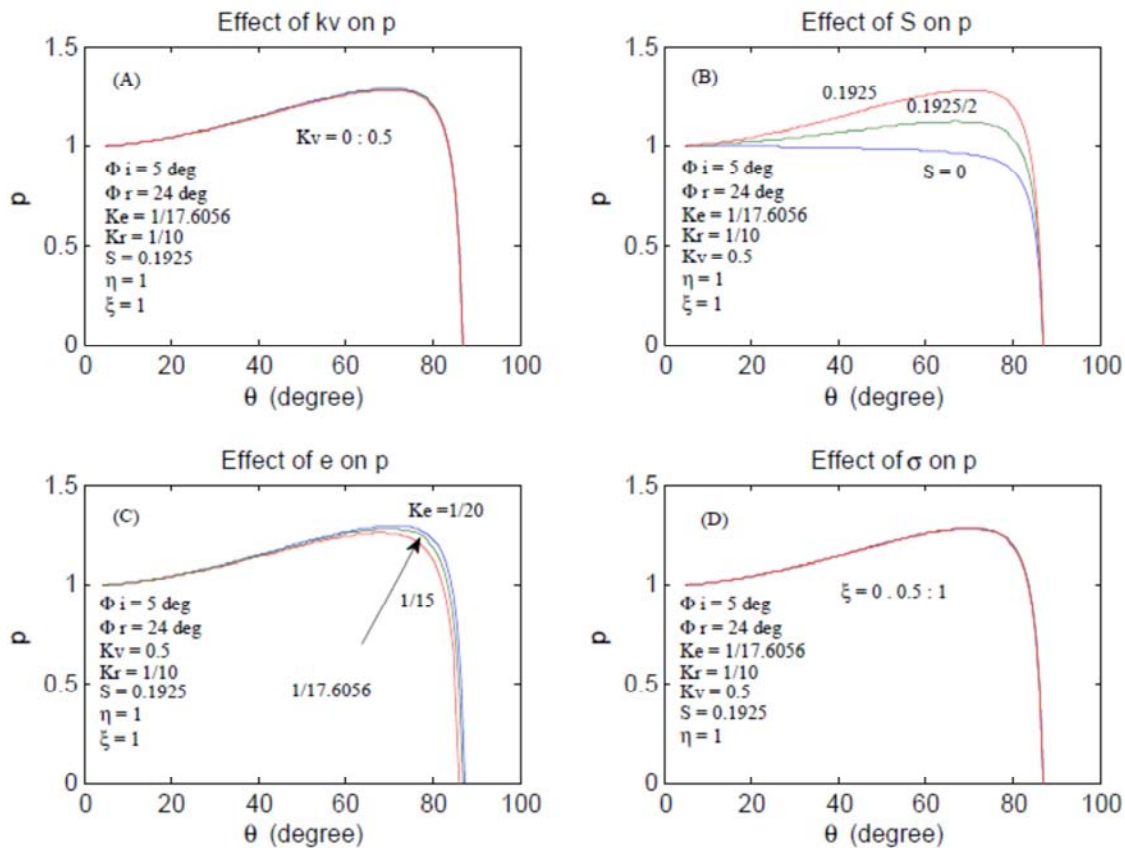 Effect of kv on p
1.5
(A)
1
Kv = 0 : 0.5
Φ i = 5 deg
Φ r = 24 deg
Ke = 1/17.6056
Kr = 1/10
S = 0.1925
η = 1
ξ = 1
p
0.5
0
0 20 40 60 80 100
θ (degree)
Effect of S on p
1.5
(B)
0.1925
0.1925/2
1
S = 0
Φ i = 5 deg
Φ r = 24 deg
Ke = 1/17.6056
Kr = 1/10
Kv = 0.5
η = 1
ξ = 1
p
0.5
0
0 20 40 60 80 100
θ (degree)
Effect of e on p
1.5
(C)
Ke =1/20
1
1/15
Φ i = 5 deg
Φ r = 24 deg
Kv = 0.5
Kr = 1/10
S = 0.1925
η = 1
ξ = 1
1/17.6056
p
0.5
0
0 20 40 60 80 100
θ (degree)
Effect of σ on p
1.5
(D)
1
ξ = 0 . 0.5 : 1
Φ i = 5 deg
Φ r = 24 deg
Ke = 1/17.6056
Kr = 1/10
Kv = 0.5
S = 0.1925
η = 1
p
0.5
0
0 20 40 60 80 100
θ (degree)